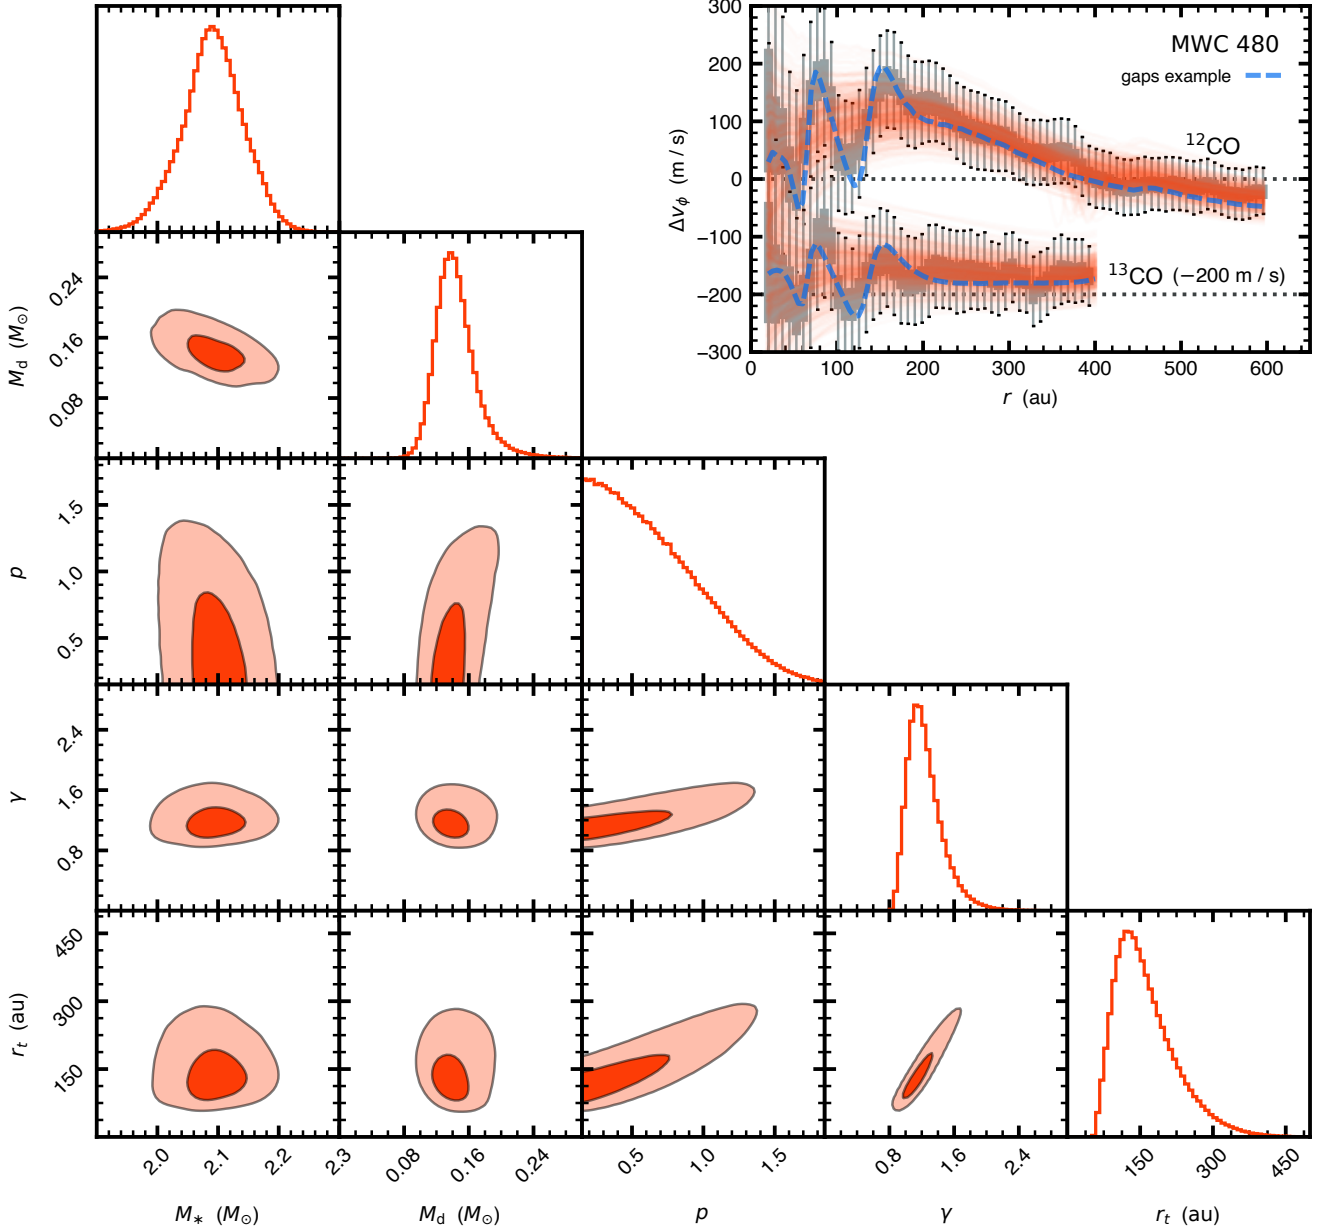 300
200
100
0
−100
−200
−300
Δvϕ (m / s)
MWC 480
gaps example
¹²CO
¹³CO (−200 m / s)
0 100 200 300 400 500 600
r (au)
0.24
0.16
0.08
M_d (M_⊙)
1.5
1.0
0.5
p
2.4
1.6
0.8
γ
450
300
150
r_t (au)
2.0 2.1 2.2 2.3
0.08 0.16 0.24
0.5 1.0 1.5
0.8 1.6 2.4
150 300 450
M_∗ (M_⊙)
M_d (M_⊙)
p
γ
r_t (au)